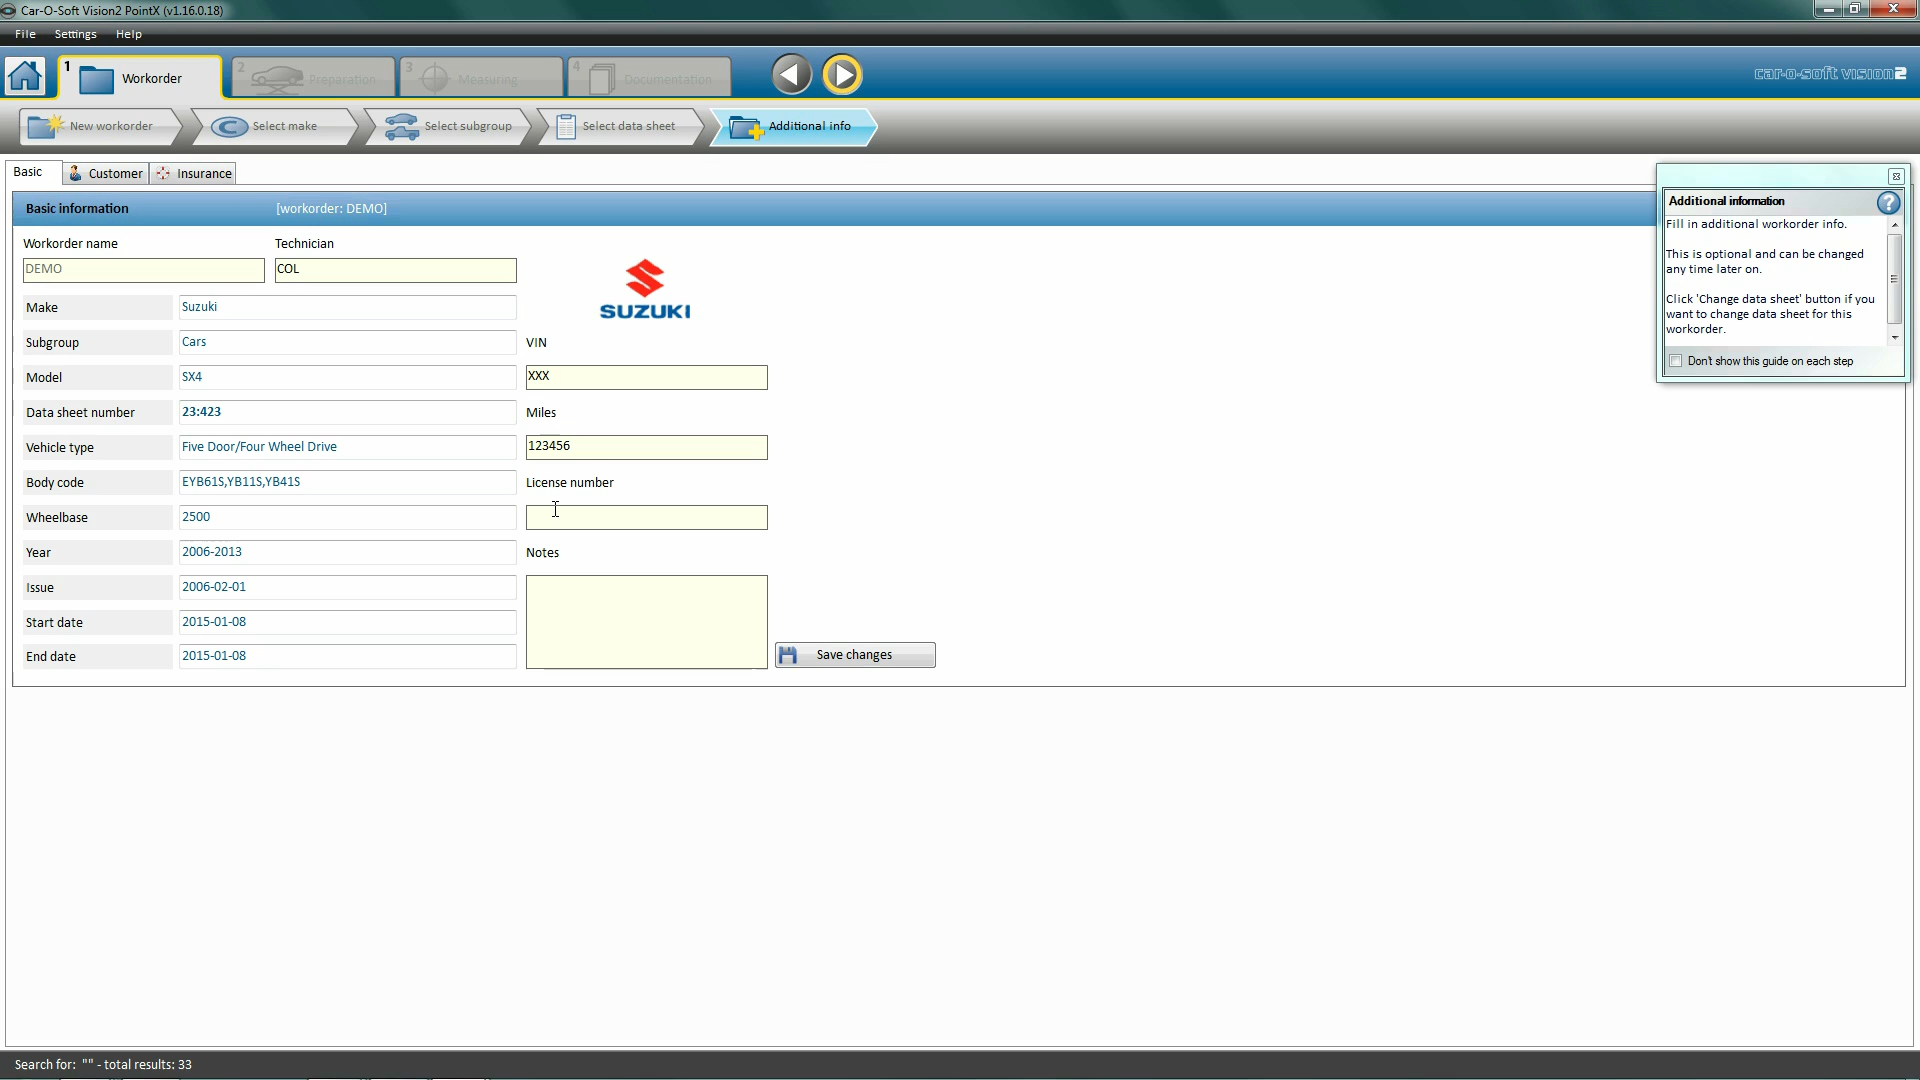 Car-O-Soft Vision2 PointX (v1.16.0.18)
File Settings Help
1 Workorder
2 Preparation
3 Measuring
4 Documentation
car-o-soft vision2
New workorder
Select make
Select subgroup
Select data sheet
Additional info
Basic
Customer
Insurance
Basic information [workorder: DEMO]
Workorder name
Technician
DEMO
COL
SUZUKI
Make Suzuki
Subgroup Cars
VIN
Model SX4
XXX
Data sheet number 23:423
Miles
Vehicle type Five Door/Four Wheel Drive
123456
Body code EYB61S,YB11S,YB41S
License number
Wheelbase 2500
Year 2006-2013
Notes
Issue 2006-02-01
Start date 2015-01-08
End date 2015-01-08
Save changes
Additional information
?
Fill in additional workorder info.
This is optional and can be changed
any time later on.
Click 'Change data sheet' button if you
want to change data sheet for this
workorder.
Don't show this guide on each step
Search for: "" - total results: 33